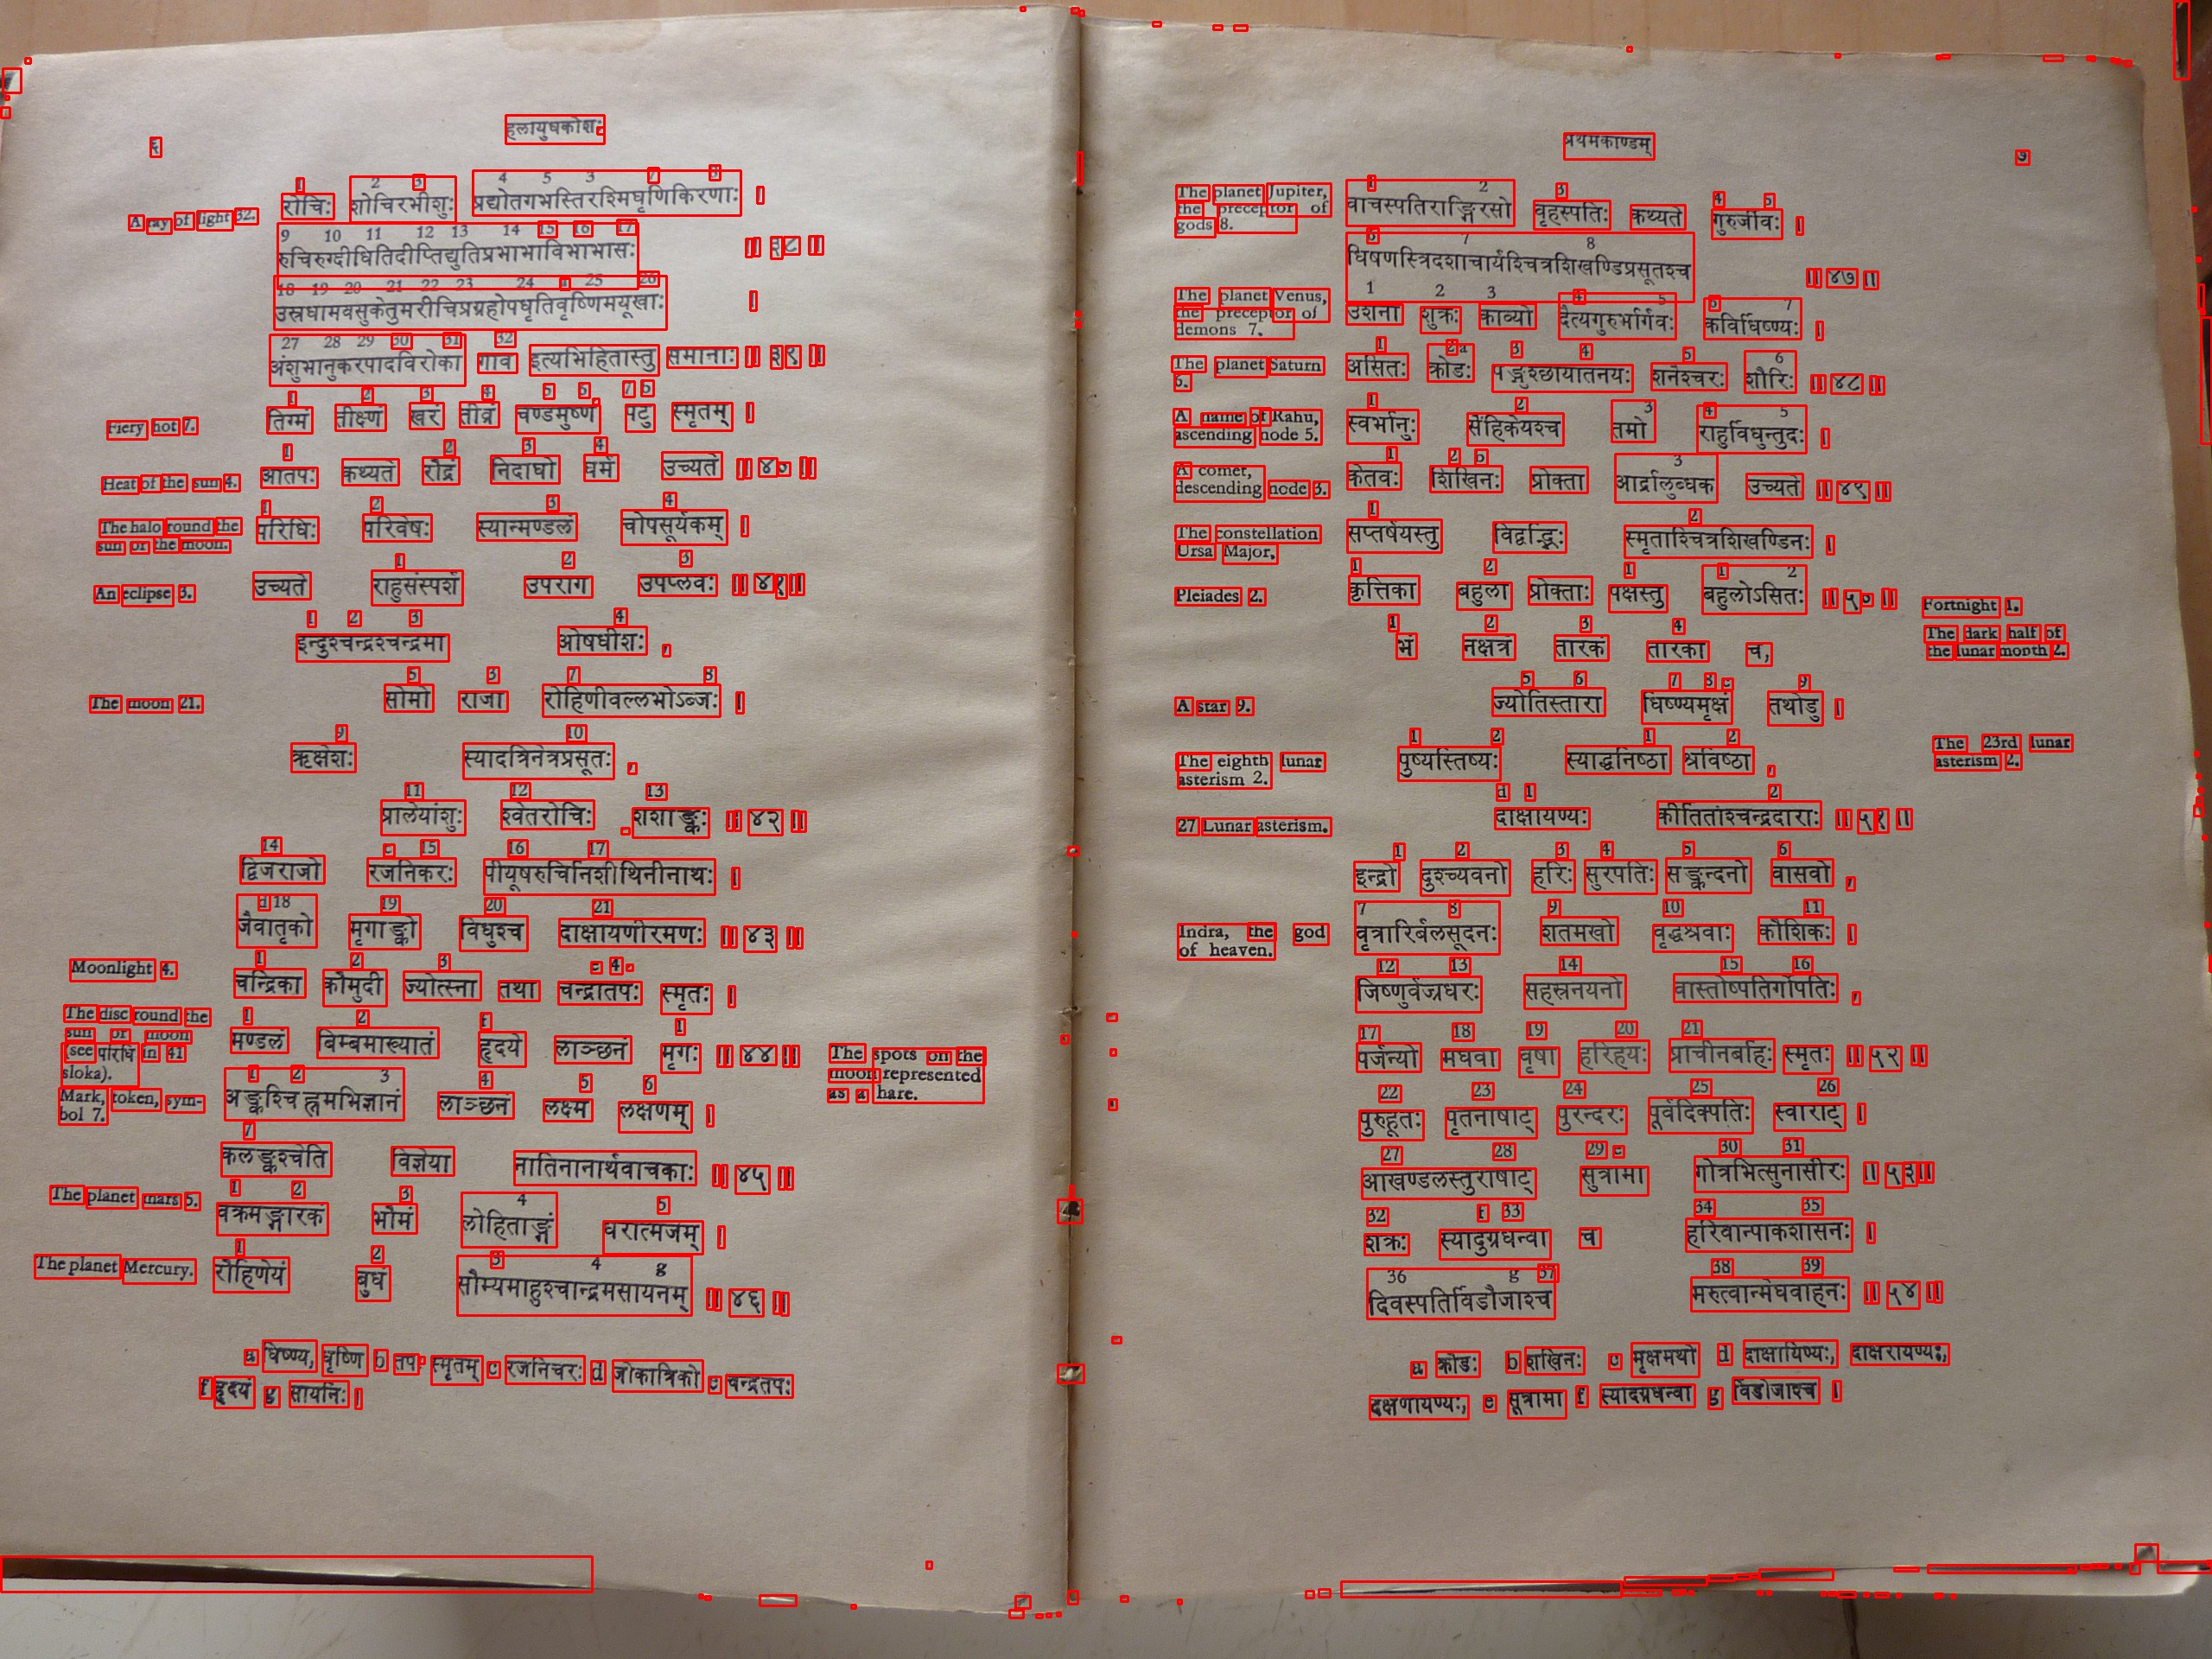 ६
हलायुधकोशः
A ray of light 32.
रोचिः शोचिरभीशुः प्रद्योतगभस्तिरश्मिघृणिकिरणाः ।
रुचिरुग्दीधितिदीप्तिद्युतिप्रभाभाविभाभासः ॥ ३८ ॥
उस्रधामवसुकेतुमरीचिप्रग्रहोपधृतिवृष्णिमयूखाः ।
अंशुभानुकरपादविरोका गाव इत्यभिहितास्तु समानाः ॥ ३९ ॥
Fiery hot 7.
तिग्मं तीक्ष्णं खरं तीव्रं चण्डमुष्णं पटु स्मृतम् ।
Heat of the sun 4.
आतपः कथ्यते रौद्रं निदाघो घर्म उच्यते ॥ ४० ॥
The halo round the
sun or the moon.
परिधिः परिवेषः स्यान्मण्डलं चोपसूर्यकम् ।
An eclipse 3.
उच्यते राहुसंस्पर्श उपराग उपप्लवः ॥ ४१ ॥
इन्दुश्चन्द्रश्चन्द्रमा ओषधीशः ,
The moon 21.
सोमो राजा रोहिणीवल्लभोऽब्जः ।
ऋक्षेशः स्यादत्रिनेत्रप्रसूतः ,
प्रालेयांशुः श्वेतरोचिः शशाङ्कः ॥ ४२ ॥
द्विजराजो रजनिकरः पीयूषरुचिर्निशीथिनीनाथः ।
जैवातृको मृगाङ्को विधुश्च दाक्षायणीरमणः ॥ ४३ ॥
Moonlight 4.
चन्द्रिका कौमुदी ज्योत्स्ना तथा चन्द्रातपः स्मृतः ।
The disc round the
sun or moon
(see परिधि in 41
sloka).
मण्डलं बिम्बमाख्यातं हृदये लाञ्छनं मृगः ॥ ४४ ॥
The spots on the
moon represented
as a hare.
Mark, token, sym-
bol 7.
अङ्कश्चिह्नमभिज्ञानं लाञ्छनं लक्ष्म लक्षणम् ।
कलङ्कश्चेति विज्ञेया नातिनानार्थवाचकाः ॥ ४५ ॥
The planet mars 5.
वक्रमङ्गारकं भौमं लोहिताङ्गं धरात्मजम् ।
The planet Mercury.
रोहिणेयं बुधं सौम्यमाहुश्चान्द्रमसायनम् ॥ ४६ ॥
a धिष्ण्य, धृष्णि b तपः स्मृतम् c रजनिचरः d जोकात्रिको e चन्द्रतपः
f हृदयं g सार्यानः ।
प्रथमकाण्डम्
७
The planet Jupiter,
the preceptor of
gods 8.
वाचस्पतिराङ्गिरसो बृहस्पतिः कथ्यते गुरुर्जीवः ।
धिषणस्त्रिदशाचार्यश्चित्रशिखण्डिप्रसूतश्च ॥ ४७ ॥
The planet Venus,
the preceptor of
demons 7.
उशना शुक्रः काव्यो दैत्यगुरुर्भार्गवः कविर्धिष्ण्यः ।
The planet Saturn
6.
असितः क्रोडः पङ्गुश्छायातनयः शनैश्चरः शौरिः ॥ ४८ ॥
A name of Rahu,
ascending node 5.
स्वर्भानुः सैंहिकेयश्च तमो राहुर्विधुन्तुदः ।
A comet,
descending node 3.
केतवः शिखिनः प्रोक्ता आर्द्रालुब्धक उच्यते ॥ ४९ ॥
The constellation
Ursa Major.
सप्तर्षयस्तु विद्वद्भिः स्मृताश्चित्रशिखण्डिनः ।
Pleiades 2.
कृत्तिका बहुला प्रोक्ताः पक्षस्तु बहुलोऽसितः ॥ ५० ॥
Fortnight 1.
The dark half of
the lunar month 2.
भं नक्षत्रं तारकं तारका च,
A star 9.
ज्योतिस्तारा धिष्ण्यमृक्षं तथोडु ।
The eighth lunar
asterism 2.
पुष्यस्तिष्यः स्याद्धनिष्ठा श्रविष्ठा ,
The 23rd lunar
asterism 2.
27 Lunar asterism.
दाक्षायण्यः कीर्तिताश्चन्द्रदाराः ॥ ५१ ॥
इन्द्रो दुश्च्यवनो हरिः सुरपतिः सङ्क्रन्दनो वासवो ,
Indra, the god
of heaven.
वृत्रारिर्बलसूदनः शतमखो वृद्धश्रवाः कौशिकः ।
जिष्णुर्वज्रधरः सहस्रनयनो वास्तोष्पतिर्गोपतिः ,
पर्जन्यो मघवा वृषा हरिहयः प्राचीनबर्हिः स्मृतः ॥ ५२ ॥
पुरुहूतः पृतनाषाट् पुरन्दरः पूर्वदिक्पतिः स्वाराट् ।
आखण्डलस्तुराषाट् सुत्रामा गोत्रभित्सुनासीरः ॥ ५३ ॥
शक्रः स्यादुग्रधन्वा च हरिवान्पाकशासनः ।
दिवस्पतिर्विडौजाश्च मरुत्वान्मेघवाहनः ॥ ५४ ॥
a क्रोडः b शखिनः c मृक्षमथो d दाक्षायिण्यः, दाक्षरायण्यः,
दक्षणायण्यः, e सूत्रामा f स्यादग्रधन्वा g विडोजाश्च ।